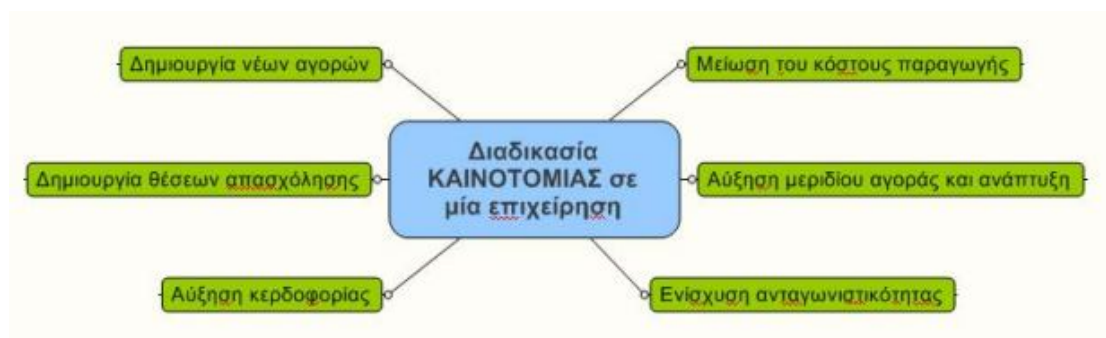 Δημιουργία νέων αγορών
Μείωση του κόστους παραγωγής
Διαδικασία
ΚΑΙΝΟΤΟΜΙΑΣ σε
μία επιχείρηση
Δημιουργία θέσεων απασχόλησης
Αύξηση μεριδίου αγοράς και ανάπτυξη
Αύξηση κερδοφορίας
Ενίσχυση ανταγωνιστικότητας